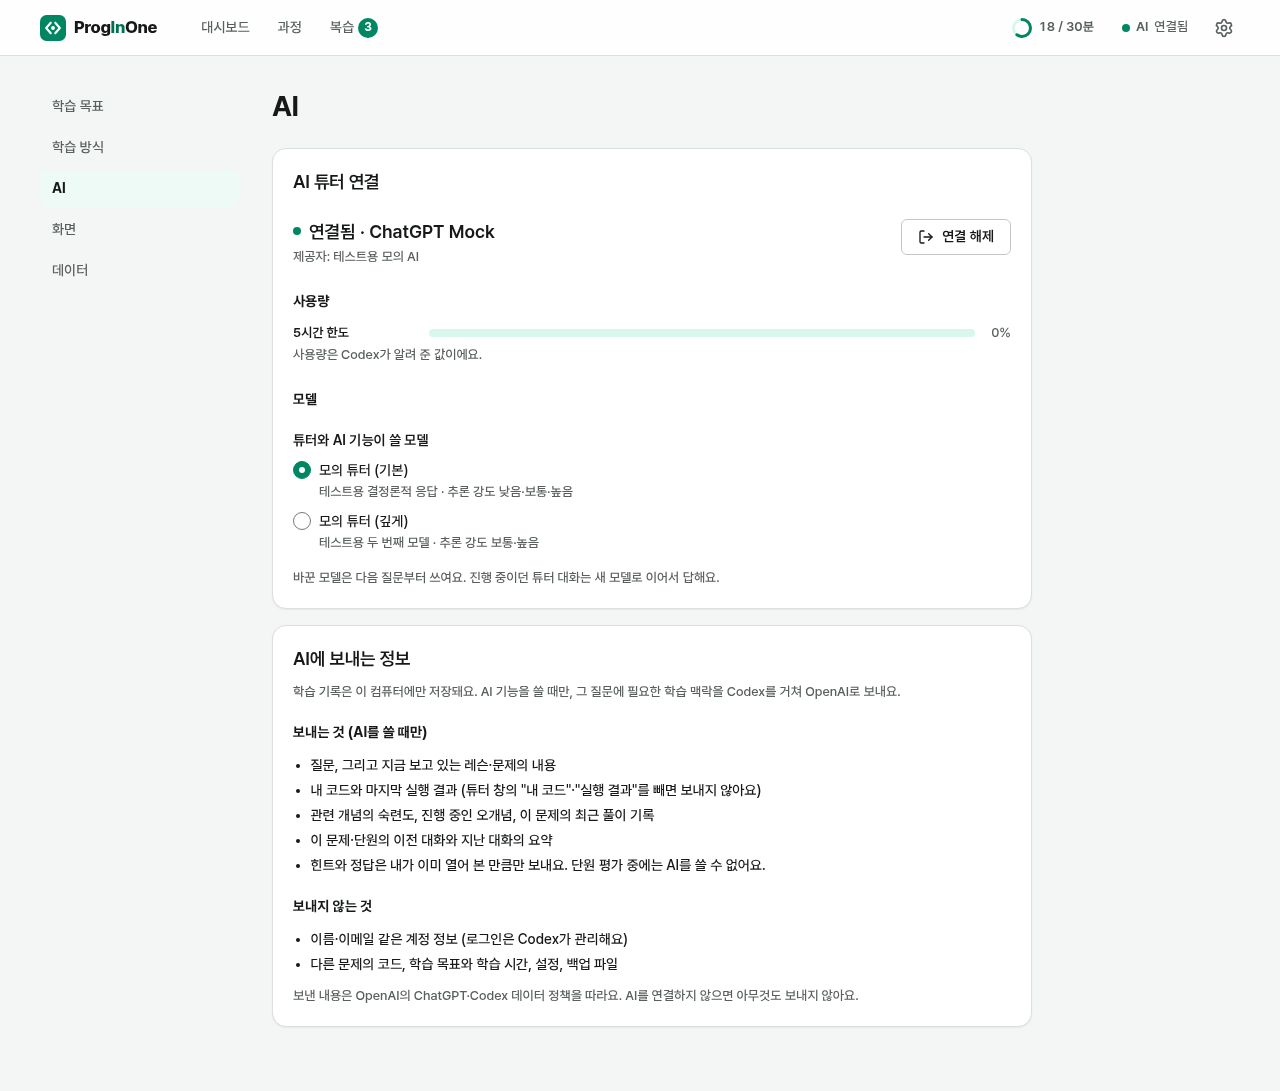 ProgInOne
대시보드
과정
복습 3
18 / 30분
AI 연결됨
학습 목표
학습 방식
AI
화면
데이터
AI
AI 튜터 연결
연결됨 · ChatGPT Mock
제공자: 테스트용 모의 AI
연결 해제
사용량
5시간 한도
0%
사용량은 Codex가 알려 준 값이에요.
모델
튜터와 AI 기능이 쓸 모델
모의 튜터 (기본)
테스트용 결정론적 응답 · 추론 강도 낮음·보통·높음
모의 튜터 (깊게)
테스트용 두 번째 모델 · 추론 강도 보통·높음
바꾼 모델은 다음 질문부터 쓰여요. 진행 중이던 튜터 대화는 새 모델로 이어서 답해요.
AI에 보내는 정보
학습 기록은 이 컴퓨터에만 저장돼요. AI 기능을 쓸 때만, 그 질문에 필요한 학습 맥락을 Codex를 거쳐 OpenAI로 보내요.
보내는 것 (AI를 쓸 때만)
• 질문, 그리고 지금 보고 있는 레슨·문제의 내용
• 내 코드와 마지막 실행 결과 (튜터 창의 "내 코드"·"실행 결과"를 빼면 보내지 않아요)
• 관련 개념의 숙련도, 진행 중인 오개념, 이 문제의 최근 풀이 기록
• 이 문제·단원의 이전 대화와 지난 대화의 요약
• 힌트와 정답은 내가 이미 열어 본 만큼만 보내요. 단원 평가 중에는 AI를 쓸 수 없어요.
보내지 않는 것
• 이름·이메일 같은 계정 정보 (로그인은 Codex가 관리해요)
• 다른 문제의 코드, 학습 목표와 학습 시간, 설정, 백업 파일
보낸 내용은 OpenAI의 ChatGPT·Codex 데이터 정책을 따라요. AI를 연결하지 않으면 아무것도 보내지 않아요.